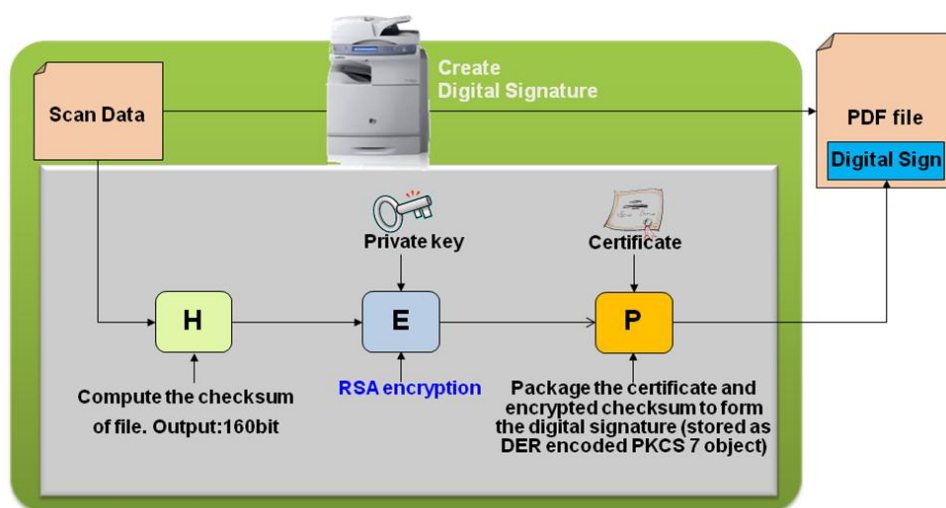 Create
Digital Signature
Scan Data
PDF file
Digital Sign
Private key
Certificate
H
E
P
Compute the checksum
of file. Output:160bit
RSA encryption
Package the certificate and
encrypted checksum to form
the digital signature (stored as
DER encoded PKCS 7 object)